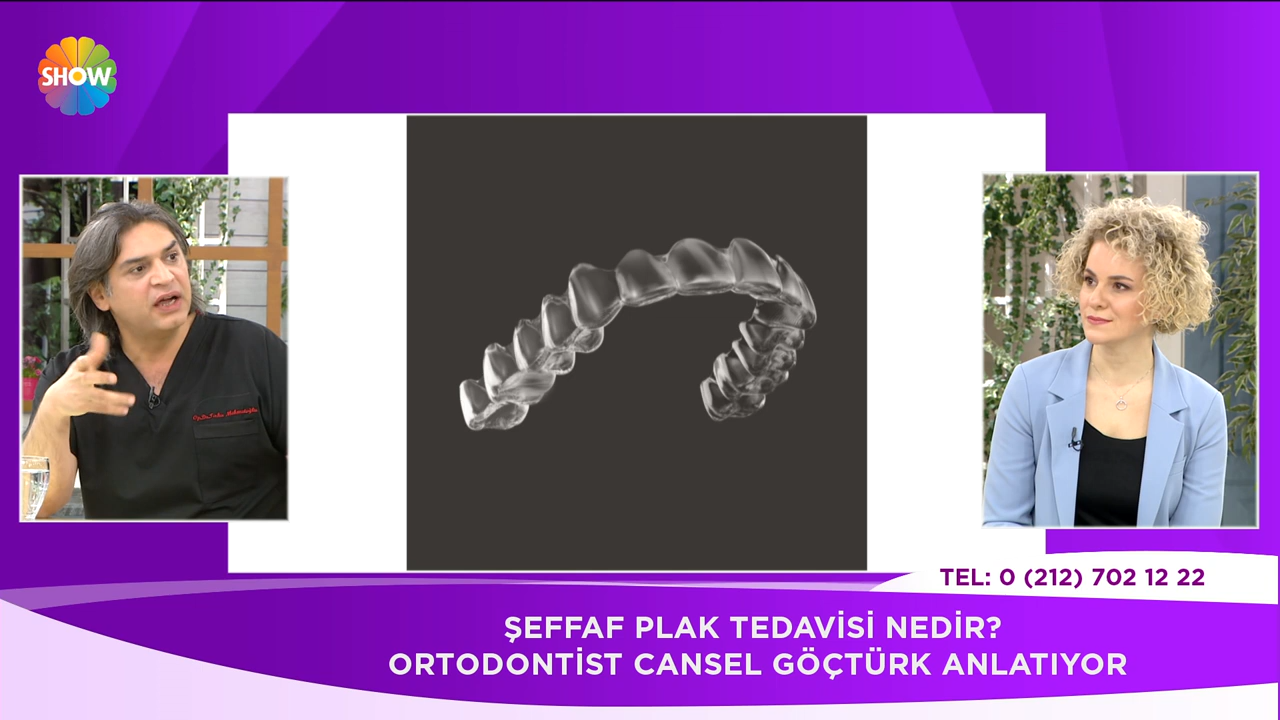 SHOW
TEL: 0 (212) 702 12 22
ŞEFFAF PLAK TEDAVİSİ NEDİR?
ORTODONTİST CANSEL GÖÇTÜRK ANLATIYOR